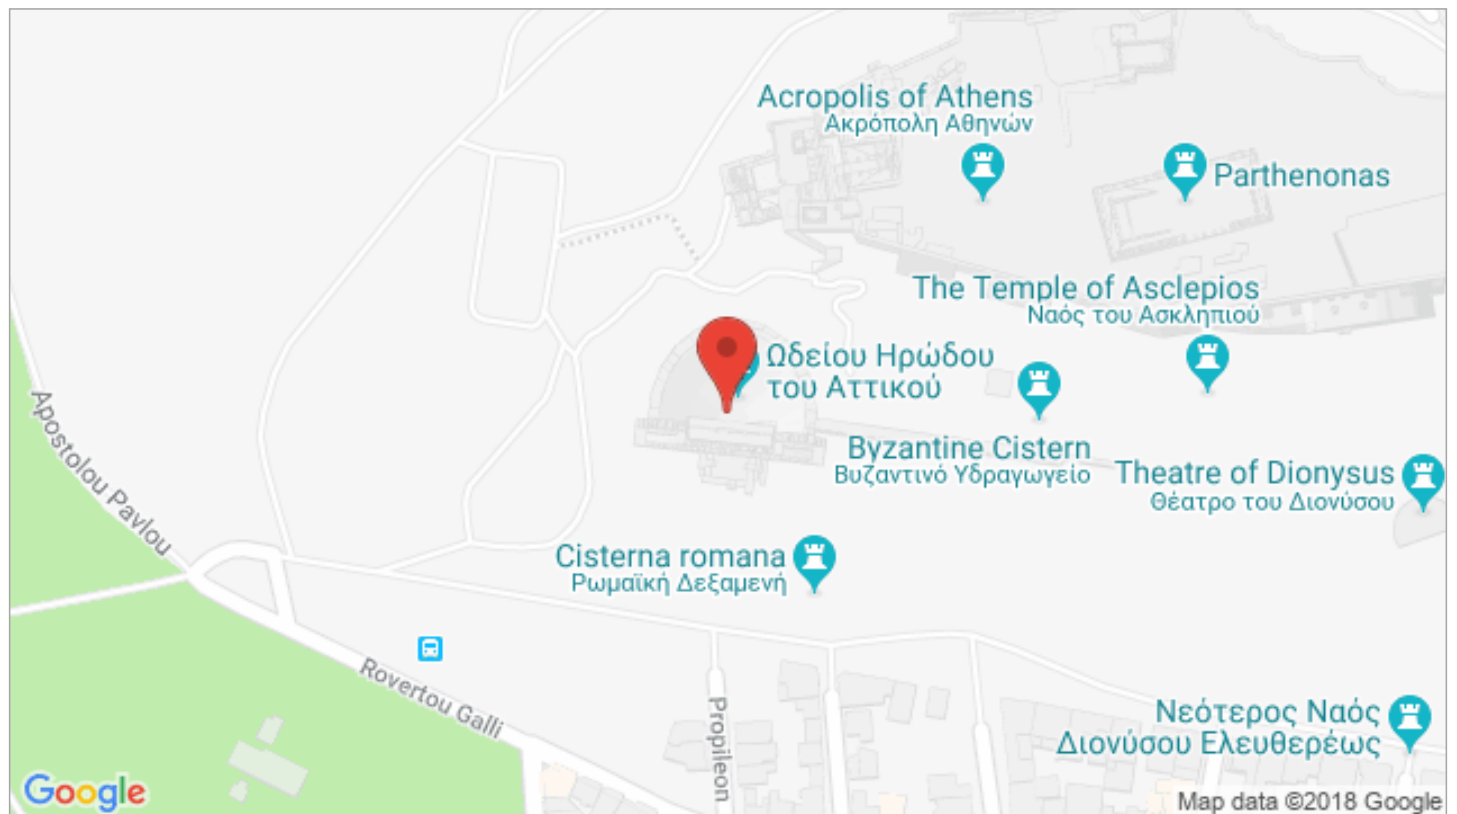 Acropolis of Athens
Ακρόπολη Αθηνών
Parthenonas
The Temple of Asclepios
Ναός του Ασκληπιού
Ωδείου Ηρώδου
του Αττικού
Byzantine Cistern
Βυζαντινό Υδραγωγείο
Theatre of Dionysus
Θέατρο του Διονύσου
Apostolou Pavlou
Cisterna romana
Ρωμαϊκή Δεξαμενή
Rovertou Galli
Propileon
Νεότερος Ναός
Διονύσου Ελευθερέως
Google
Map data ©2018 Google